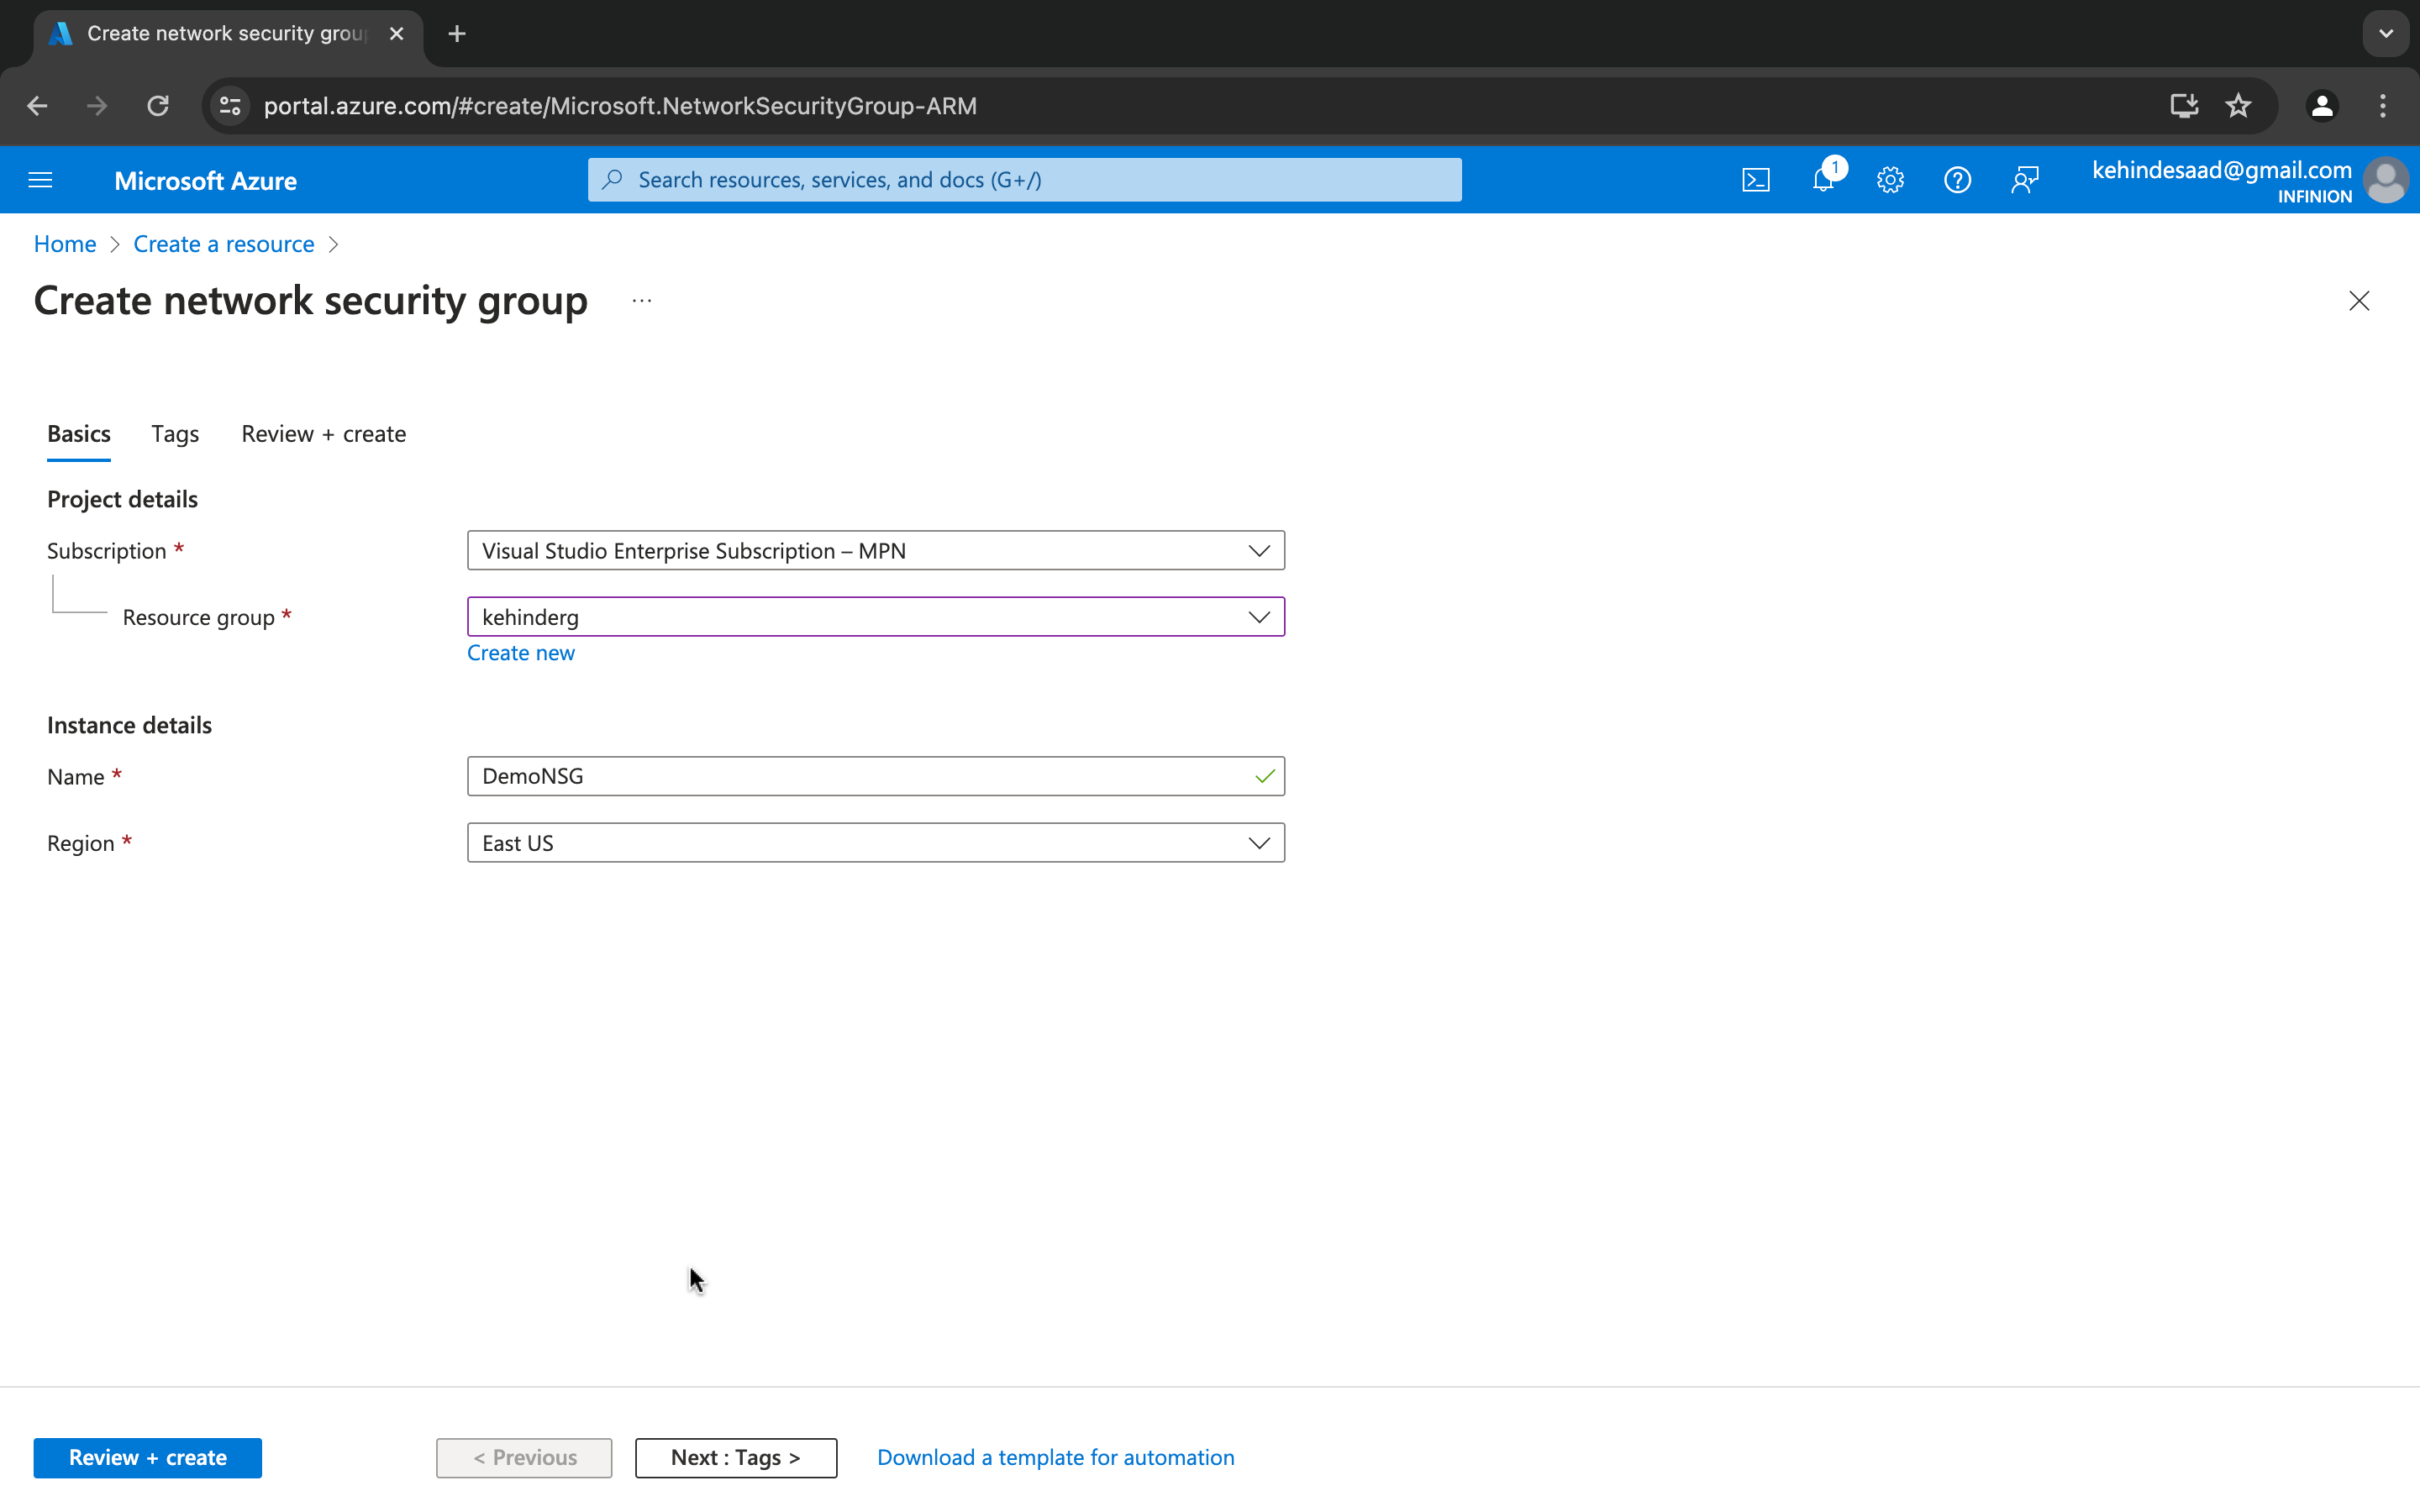 Create network security grou
portal.azure.com/#create/Microsoft.NetworkSecurityGroup-ARM
Microsoft Azure
Search resources, services, and docs (G+/)
1
kehindesaad@gmail.com
INFINION
Home > Create a resource >
Create network security group ...
Basics Tags Review + create
Project details
Subscription * Visual Studio Enterprise Subscription – MPN
Resource group * kehinderg
Create new
Instance details
Name * DemoNSG
Region * East US
Review + create < Previous Next : Tags > Download a template for automation